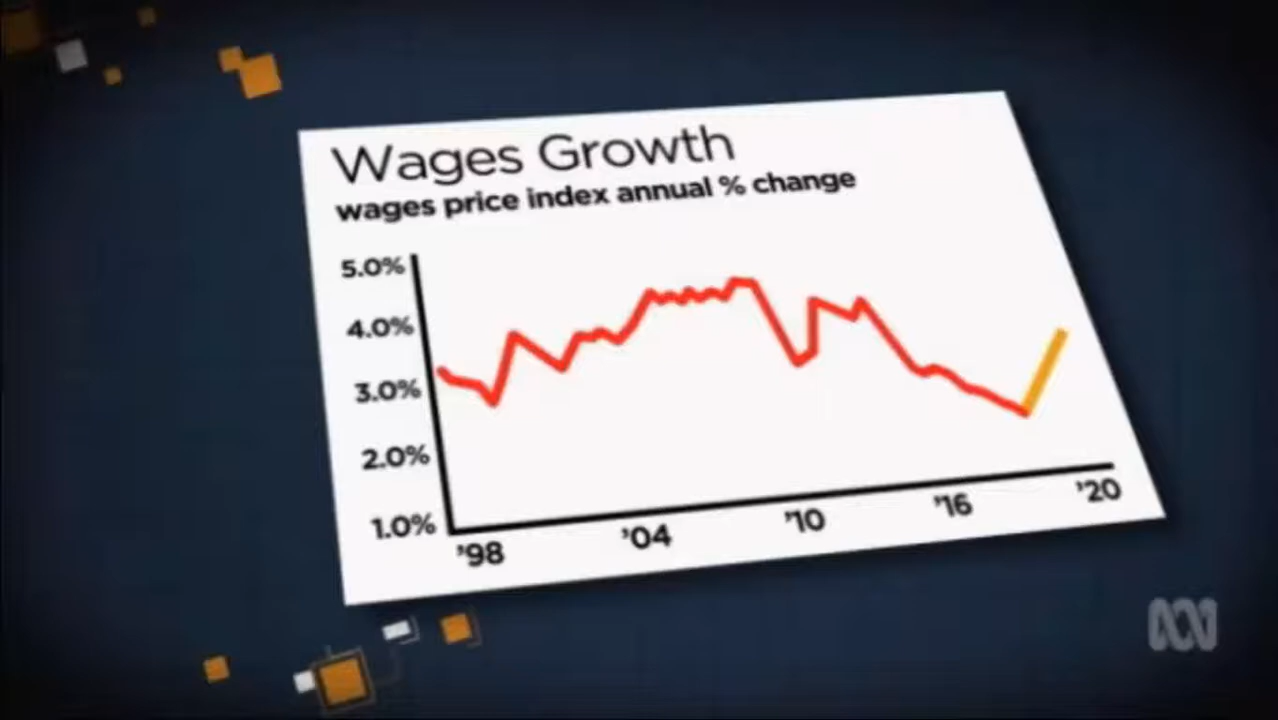 Wages Growth
wages price index annual % change
5.0%
4.0%
3.0%
2.0%
1.0%
’98 ’04 ’10 ’16 ’20